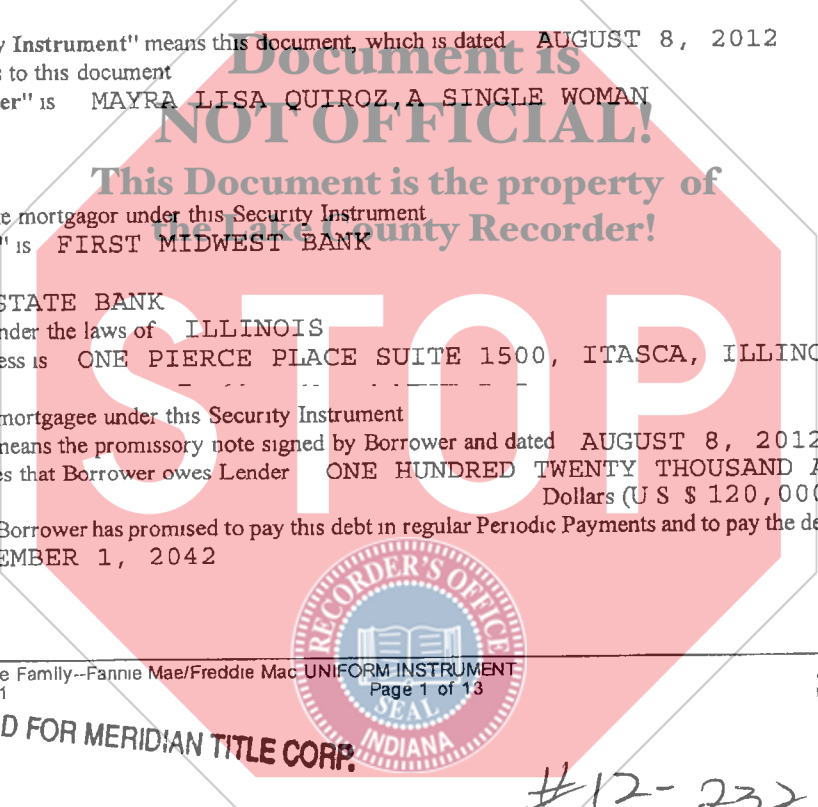 y Instrument" means this document, which is dated AUGUST 8, 2012
s to this document
er" is MAYRA LISA QUIROZ,A SINGLE WOMAN
e mortgagor under this Security Instrument
" is FIRST MIDWEST BANK
STATE BANK
nder the laws of ILLINOIS
ess is ONE PIERCE PLACE SUITE 1500, ITASCA, ILLINO
mortgagee under this Security Instrument
means the promissory note signed by Borrower and dated AUGUST 8, 2012
es that Borrower owes Lender ONE HUNDRED TWENTY THOUSAND A
Dollars (U S $ 120,000
Borrower has promised to pay this debt in regular Periodic Payments and to pay the de
EMBER 1, 2042
Document is
NOT OFFICIAL!
This Document is the property of
the Lake County Recorder!
STOP
RECORDER'S OFFICE
SEAL
INDIANA
e Family--Fannie Mae/Freddie Mac UNIFORM INSTRUMENT
1
Page 1 of 13
D FOR MERIDIAN TITLE CORP.
#12-232